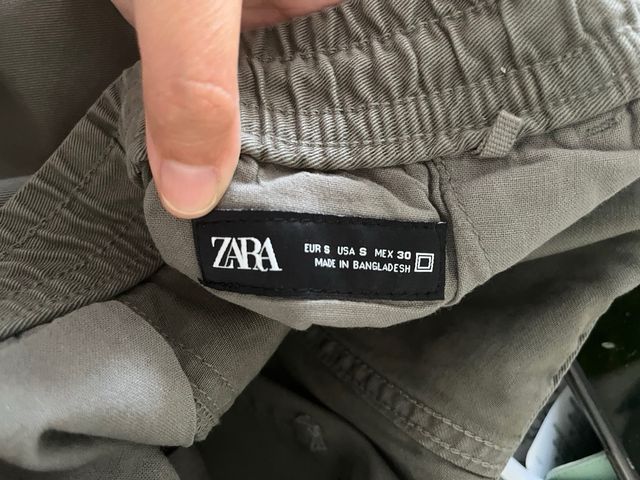 ZARA
EUR S USA S MEX 30
MADE IN BANGLADESH